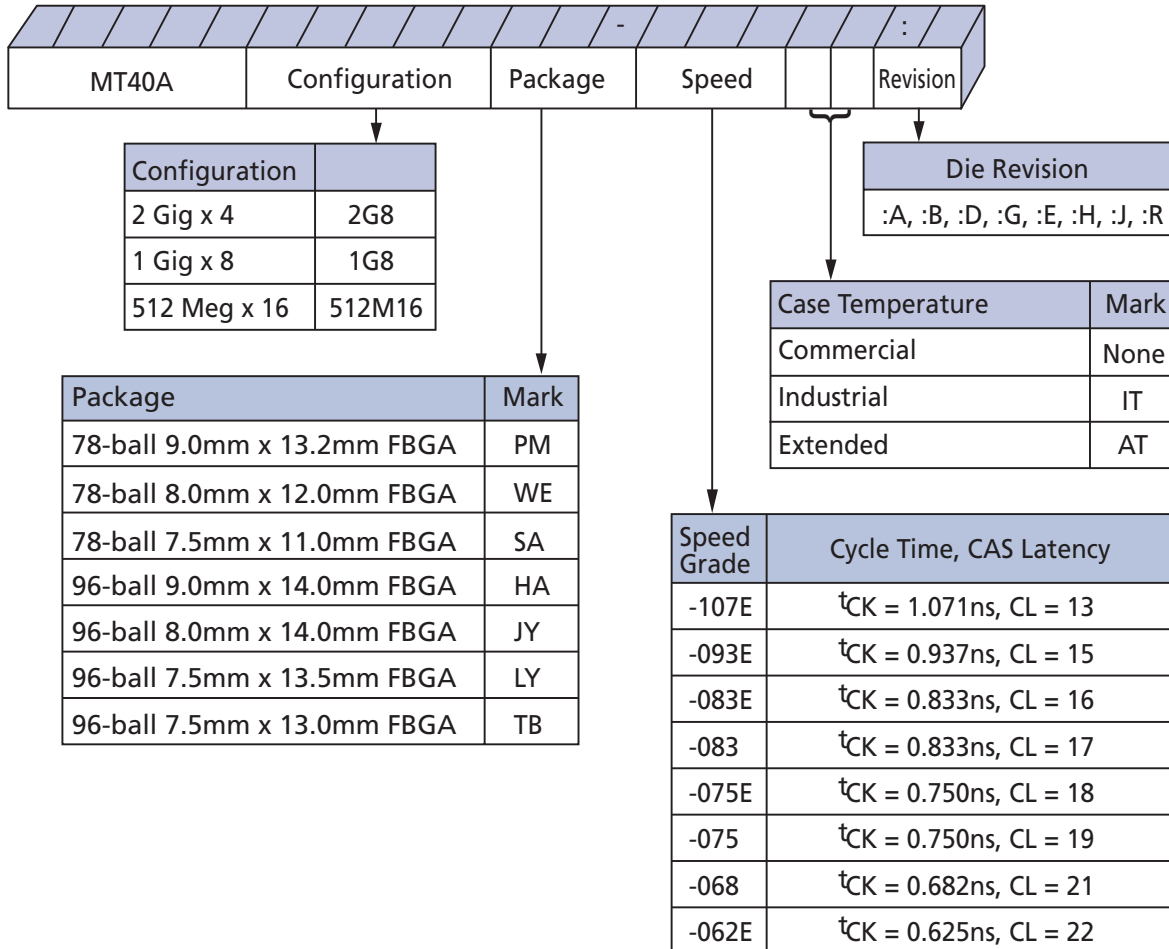 - :
MT40A Configuration Package Speed Revision
Configuration
2 Gig x 4 2G8
1 Gig x 8 1G8
512 Meg x 16 512M16
Die Revision
:A, :B, :D, :G, :E, :H, :J, :R
Case Temperature Mark
Commercial None
Industrial IT
Extended AT
Package Mark
78-ball 9.0mm x 13.2mm FBGA PM
78-ball 8.0mm x 12.0mm FBGA WE
78-ball 7.5mm x 11.0mm FBGA SA
96-ball 9.0mm x 14.0mm FBGA HA
96-ball 8.0mm x 14.0mm FBGA JY
96-ball 7.5mm x 13.5mm FBGA LY
96-ball 7.5mm x 13.0mm FBGA TB
Speed
Grade Cycle Time, CAS Latency
-107E tCK = 1.071ns, CL = 13
-093E tCK = 0.937ns, CL = 15
-083E tCK = 0.833ns, CL = 16
-083 tCK = 0.833ns, CL = 17
-075E tCK = 0.750ns, CL = 18
-075 tCK = 0.750ns, CL = 19
-068 tCK = 0.682ns, CL = 21
-062E tCK = 0.625ns, CL = 22